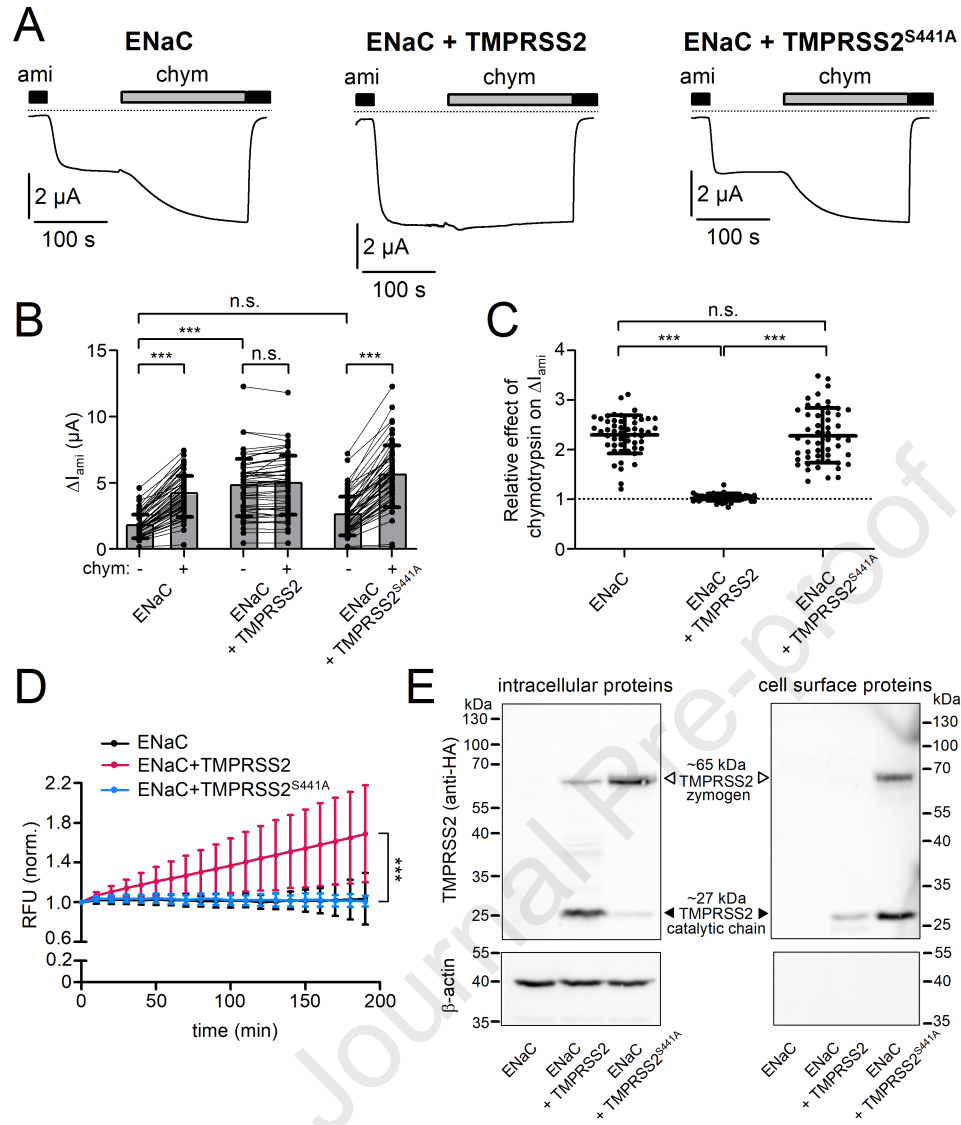 A
ENaC
ENaC + TMPRSS2
ENaC + TMPRSS2S441A
ami
chym
ami
chym
ami
chym
2 µA
100 s
2 µA
100 s
2 µA
100 s
B
n.s.
***
***
n.s.
***
15
10
5
0
ΔIami (µA)
chym:
-
+
-
+
-
+
ENaC
ENaC
+ TMPRSS2
ENaC
+ TMPRSS2S441A
C
n.s.
***
***
4
3
2
1
0
Relative effect of
chymotrypsin on ΔIami
ENaC
ENaC
+ TMPRSS2
ENaC
+ TMPRSS2S441A
D
ENaC
ENaC+TMPRSS2
ENaC+TMPRSS2S441A
2.2
1.8
1.4
1.0
0.6
0.2
0
RFU (norm.)
***
0
50
100
150
200
time (min)
E
intracellular proteins
cell surface proteins
kDa
130
100
70
55
40
35
25
55
40
35
TMPRSS2 (anti-HA)
β-actin
~65 kDa
TMPRSS2
zymogen
~27 kDa
TMPRSS2
catalytic chain
kDa
130
100
70
55
40
35
25
55
40
35
ENaC
ENaC
+ TMPRSS2
ENaC
+ TMPRSS2S441A
ENaC
ENaC
+ TMPRSS2
ENaC
+ TMPRSS2S441A
Journal Pre-proof